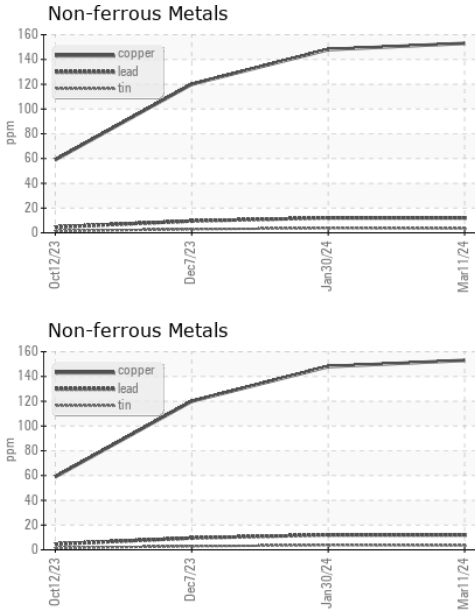 Non-ferrous Metals
160
copper
140
lead
120
tin
100
ppm
80
60
40
20
0
Oct12/23
Dec7/23
Jan30/24
Mar11/24
Non-ferrous Metals
160
copper
140
lead
120
tin
100
ppm
80
60
40
20
0
Oct12/23
Dec7/23
Jan30/24
Mar11/24